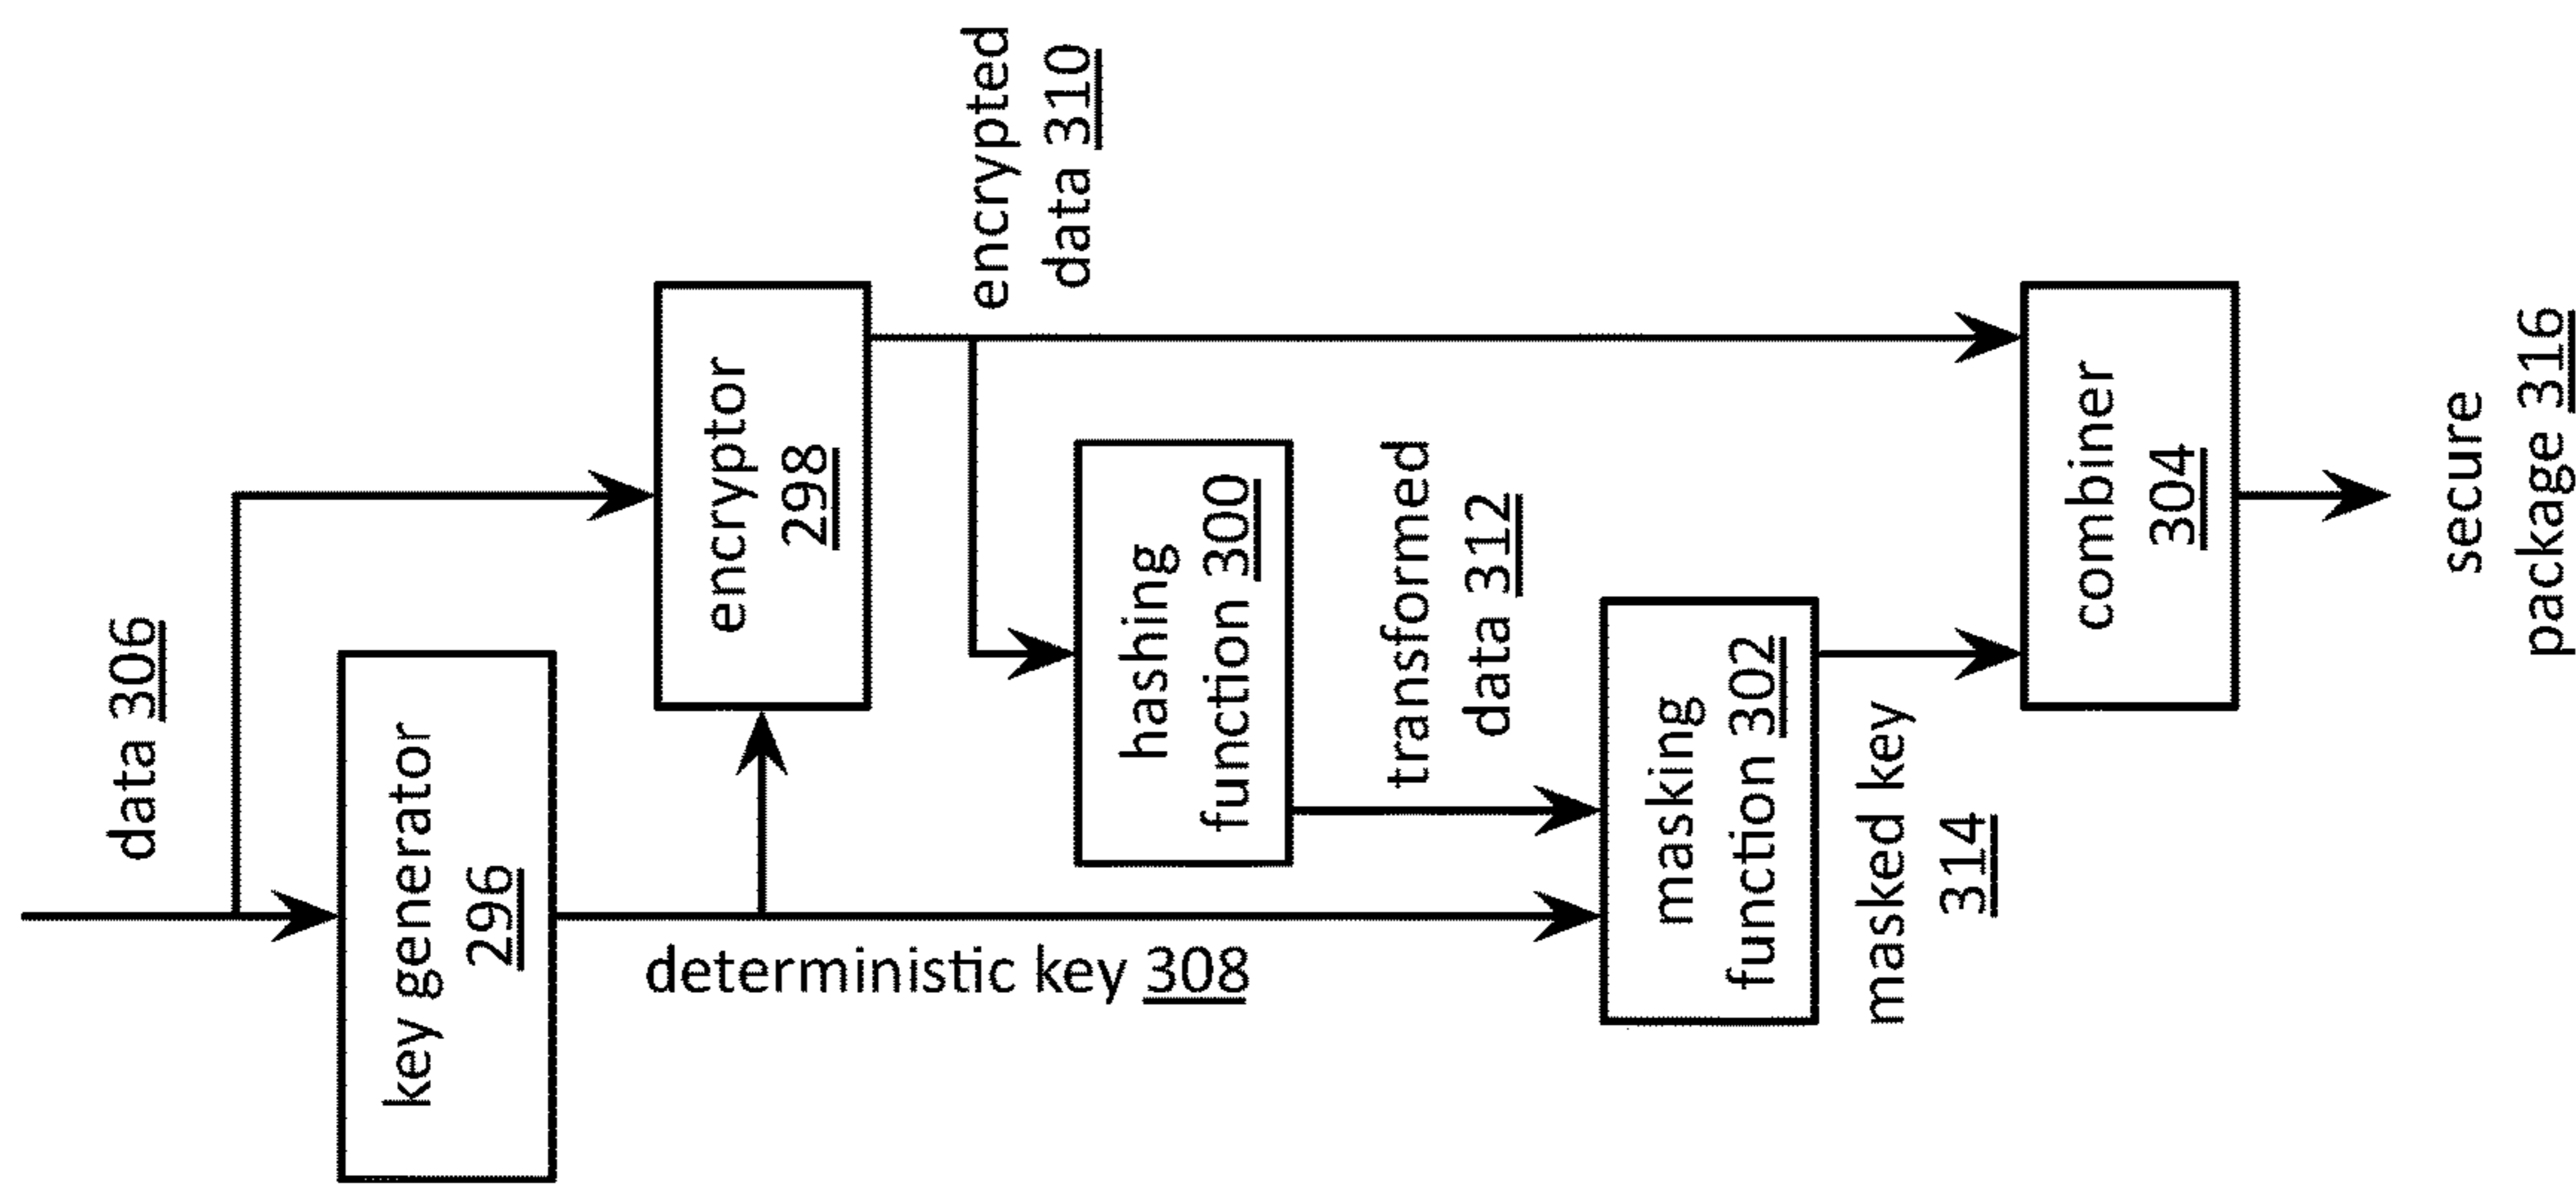 data 306
key generator
296
deterministic key 308
encryptor
298
encrypted
data 310
hashing
function 300
transformed
data 312
masking
function 302
masked key
314
combiner
304
secure
package 316